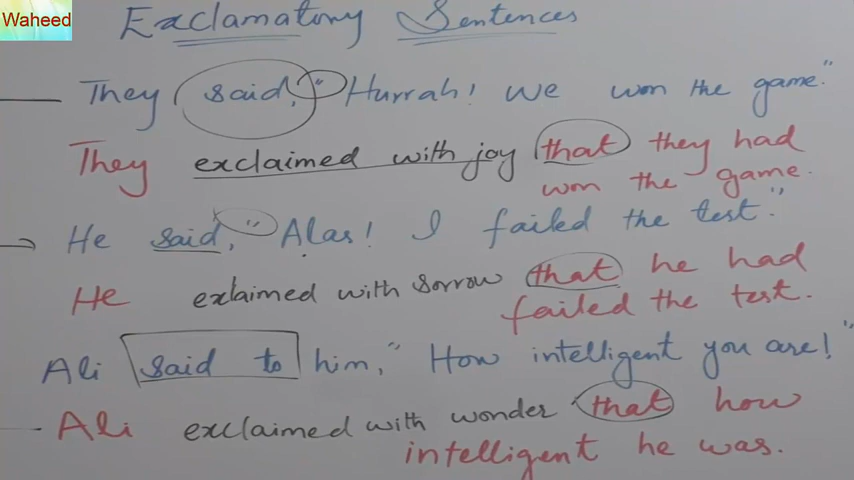 Waheed
Exclamatory Sentences
They said, " Hurrah! We won the game."
They exclaimed with joy that they had
won the game.
He said, " Alas! I failed the test."
He exclaimed with sorrow that he had
failed the test.
Ali said to him, " How intelligent you are!"
Ali exclaimed with wonder that how
intelligent he was.